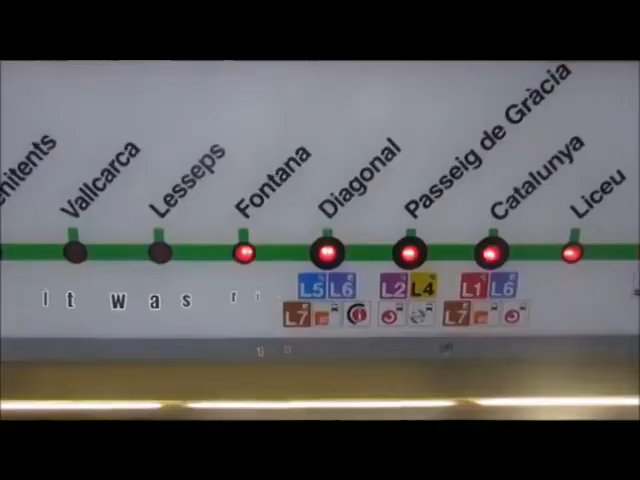 Vallcarca
Lesseps
Fontana
Diagonal
Passeig de Gràcia
Catalunya
Liceu
It was
L5 L6
L7
L2 L4
L1 L6
L7